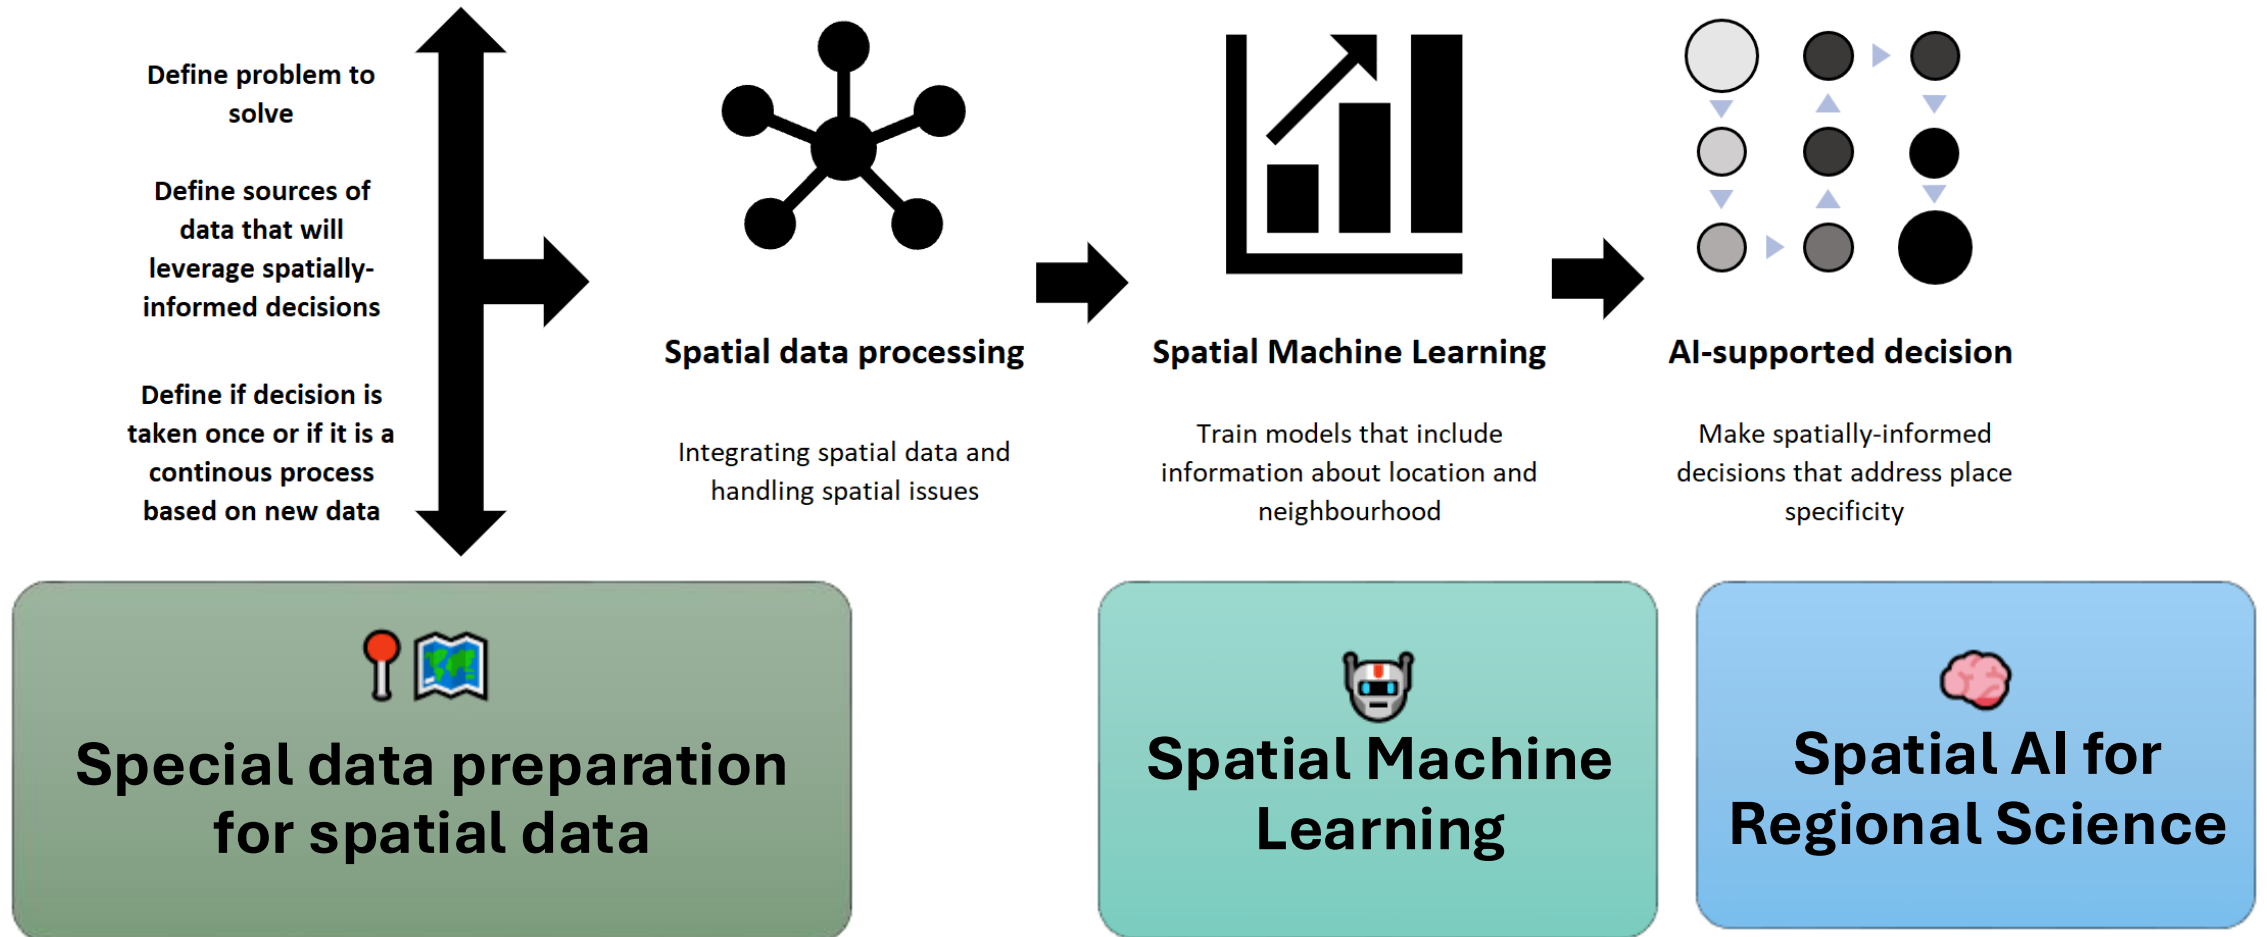 Define problem to
solve
Define sources of
data that will
leverage spatially-
informed decisions
Define if decision is
taken once or if it is a
continous process
based on new data
Spatial data processing
Integrating spatial data and
handling spatial issues
Spatial Machine Learning
Train models that include
information about location and
neighbourhood
AI-supported decision
Make spatially-informed
decisions that address place
specificity
Special data preparation
for spatial data
Spatial Machine
Learning
Spatial AI for
Regional Science